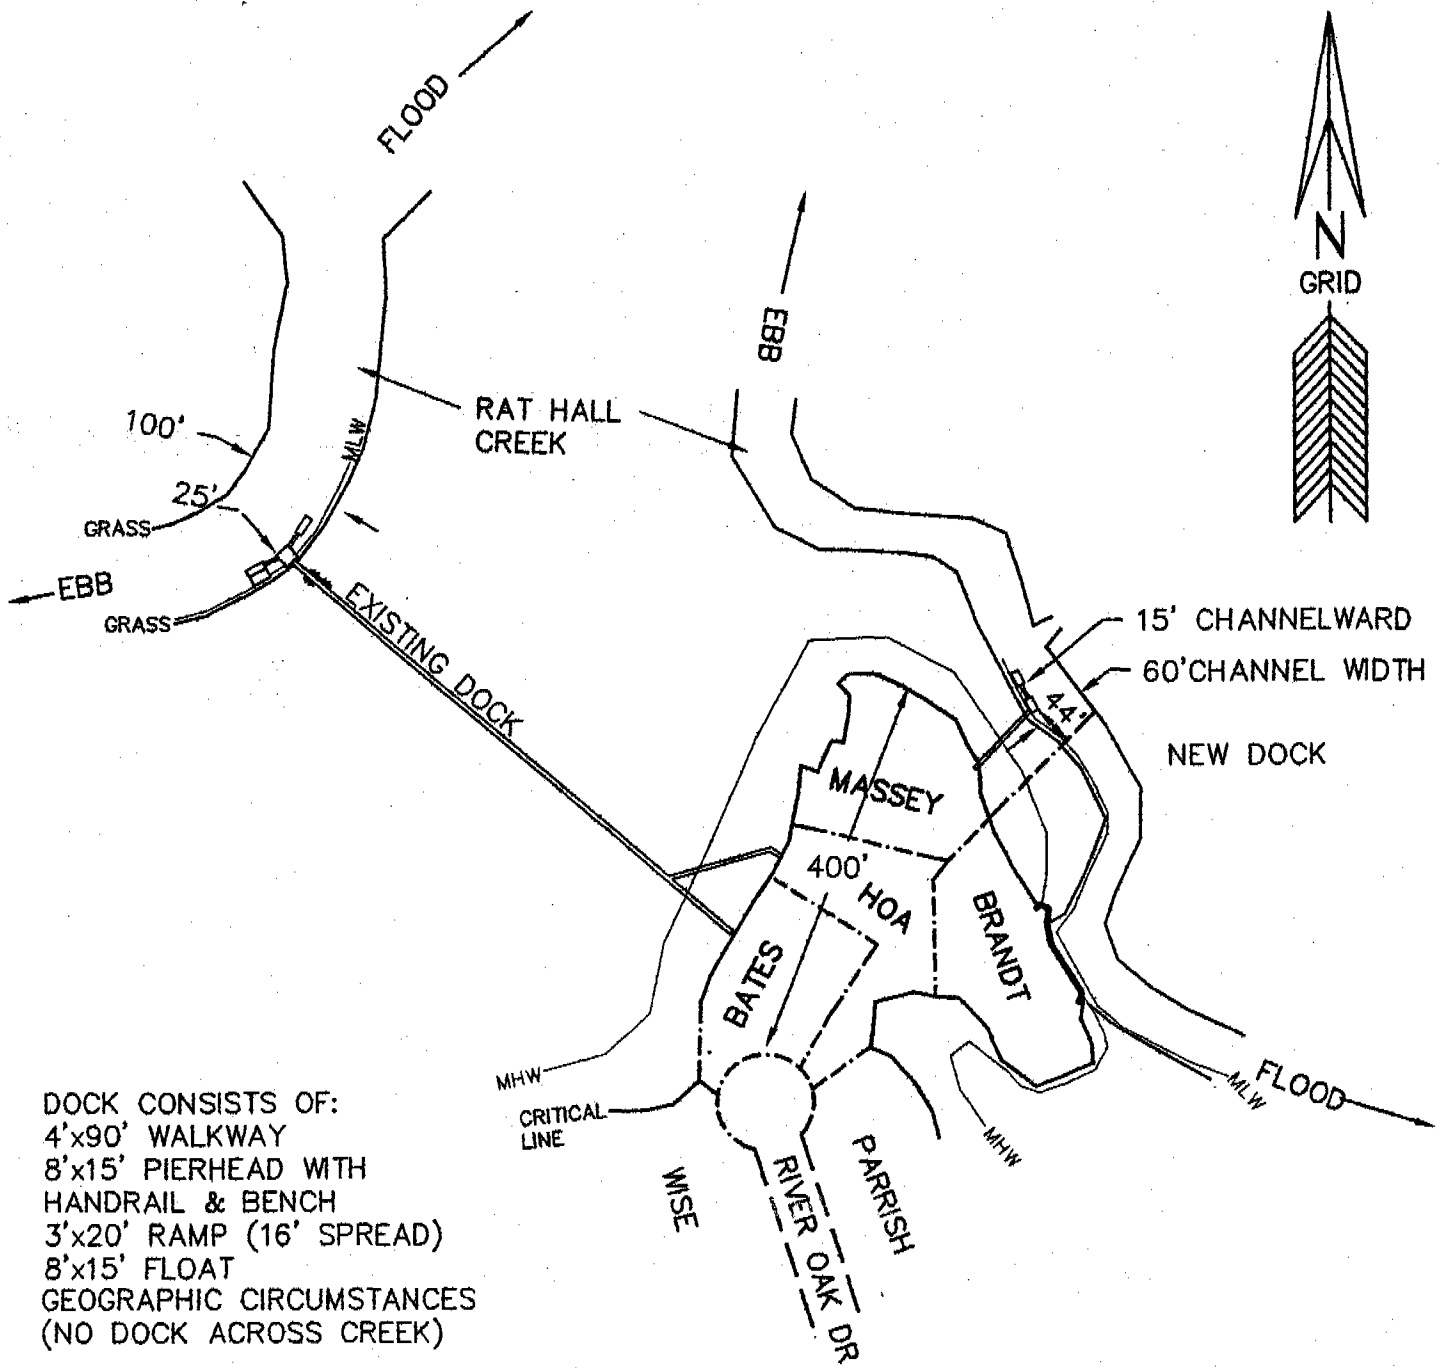 FLOOD
N
GRID
EBB
RAT HALL
CREEK
100'
MLW
25'
GRASS
EBB
GRASS
EXISTING DOCK
15' CHANNELWARD
60'CHANNEL WIDTH
44'
NEW DOCK
MASSEY
400'
HOA
BRANDT
BATES
MHW
CRITICAL
LINE
FLOOD
MLW
MHW
WISE
RIVER OAK DR
PARRISH
DOCK CONSISTS OF:
4'x90' WALKWAY
8'x15' PIERHEAD WITH
HANDRAIL & BENCH
3'x20' RAMP (16' SPREAD)
8'x15' FLOAT
GEOGRAPHIC CIRCUMSTANCES
(NO DOCK ACROSS CREEK)